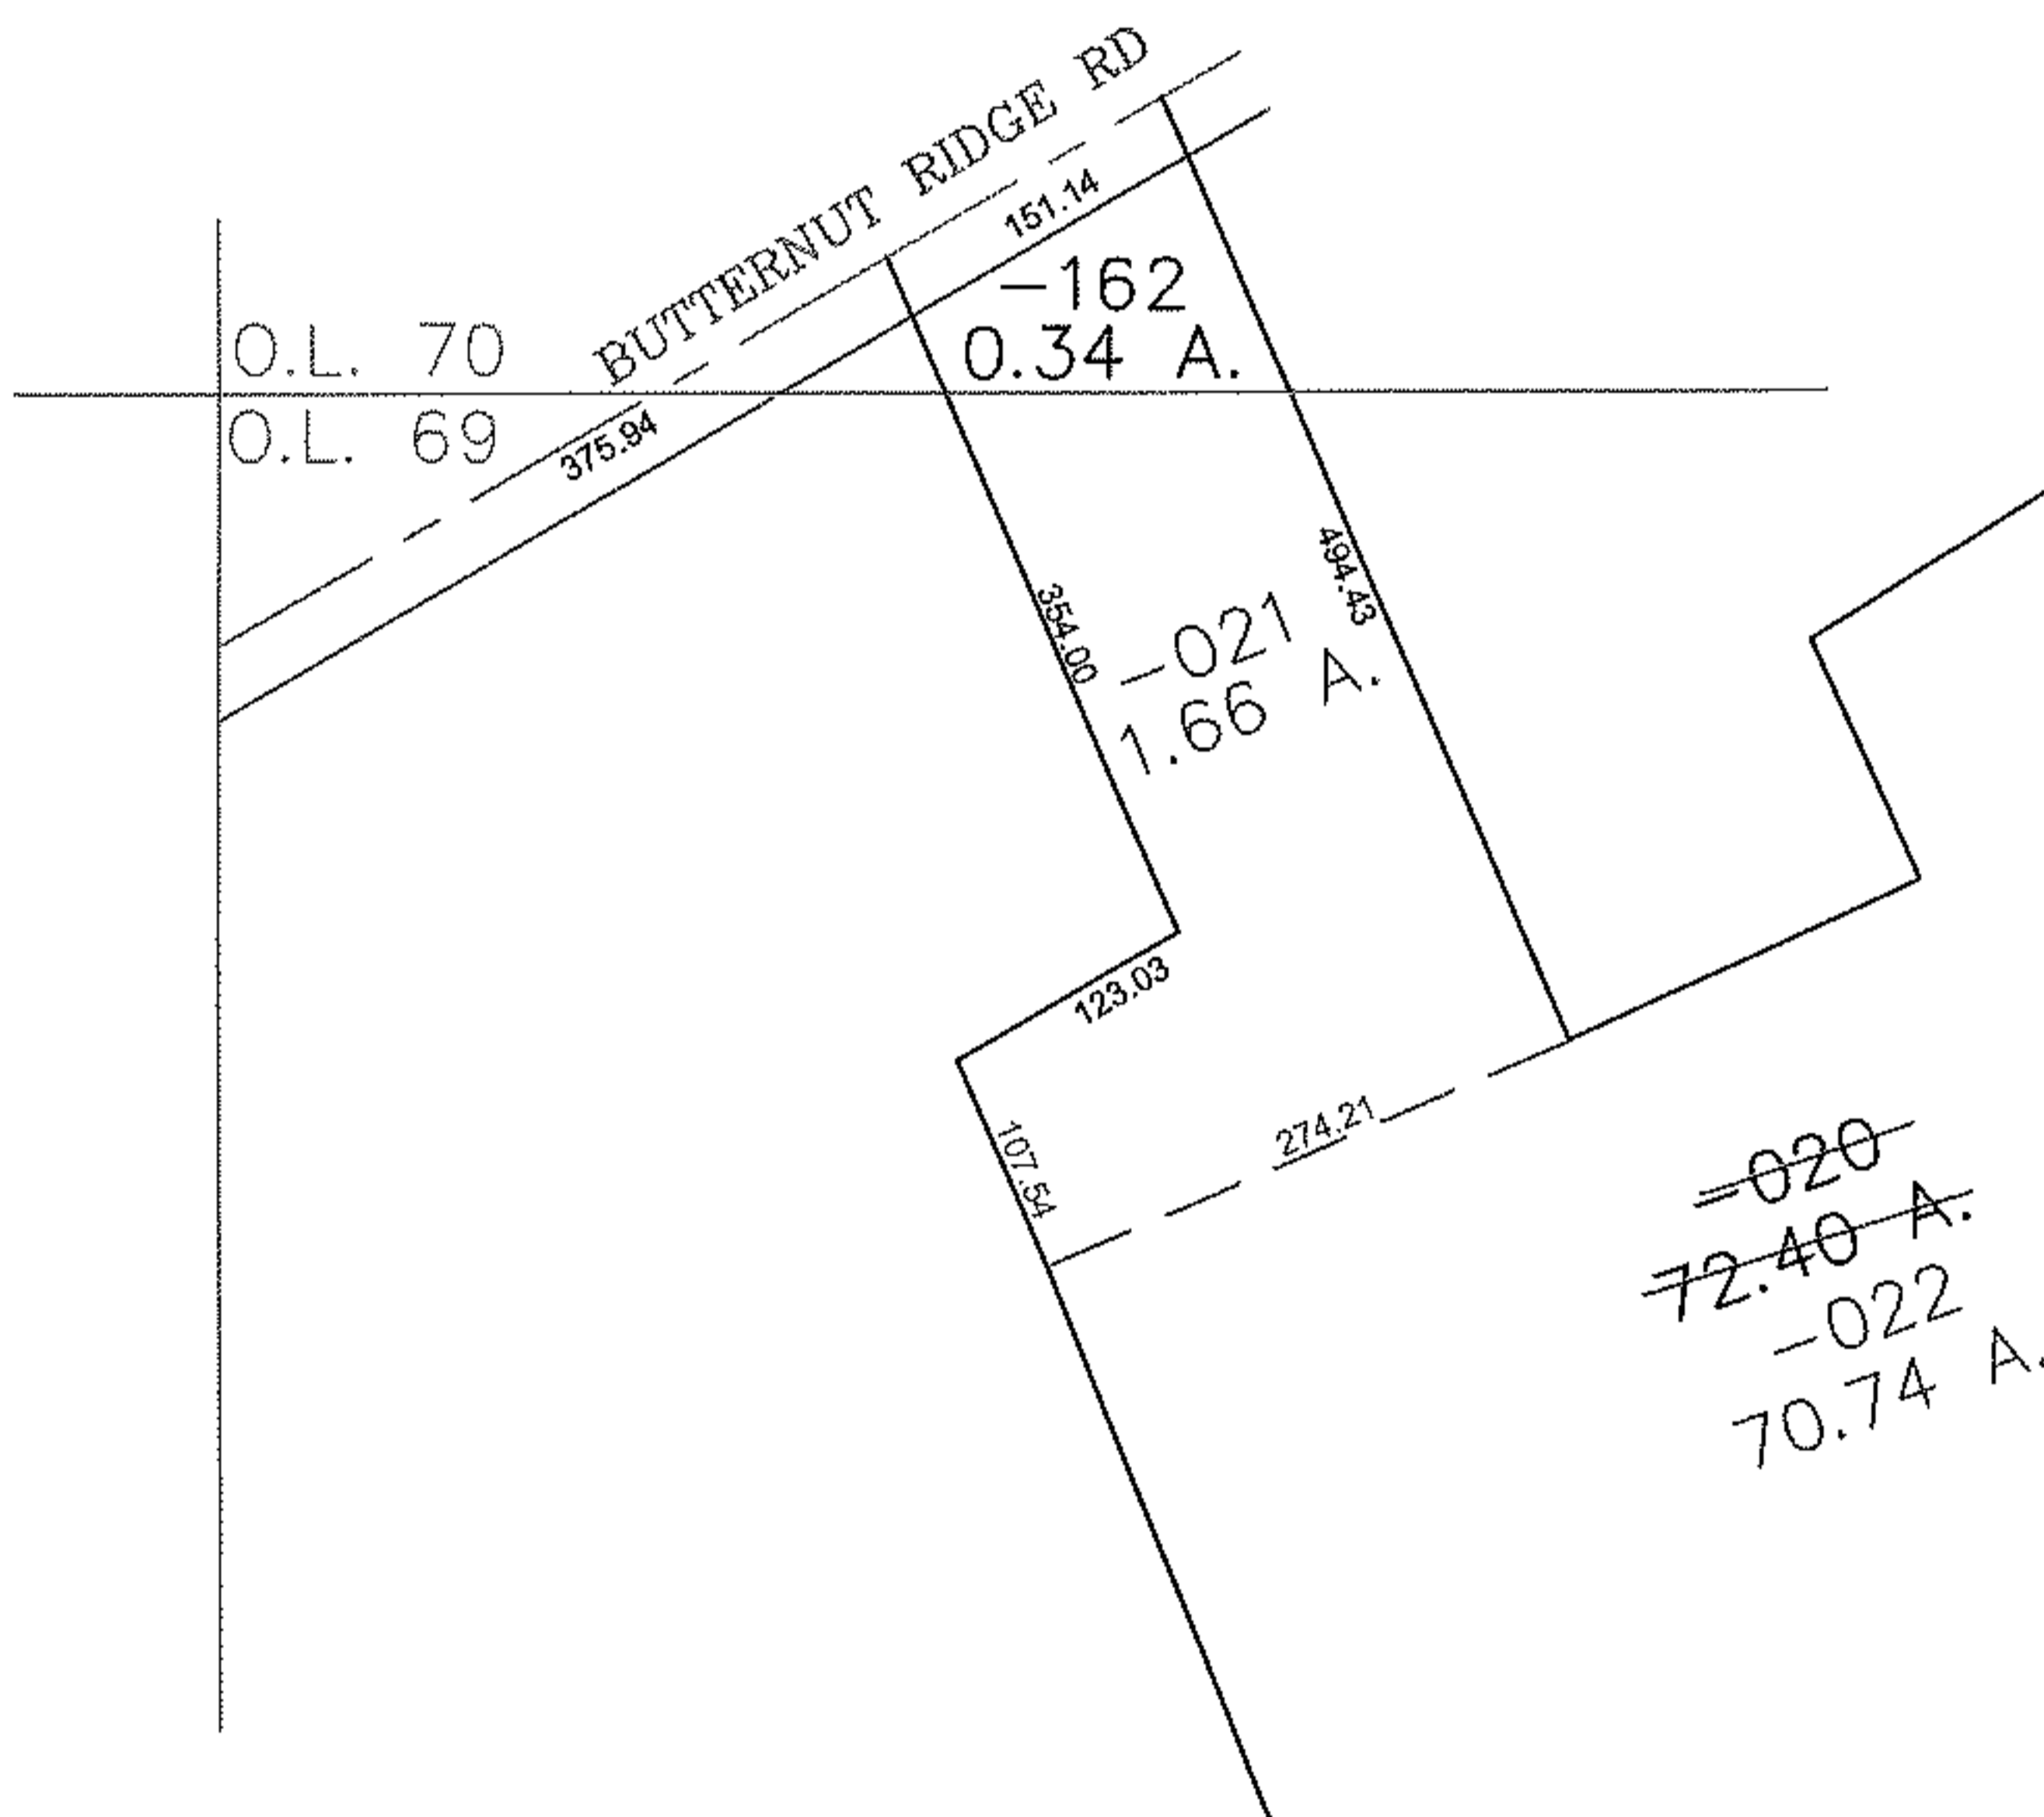 BUTTERNUT RIDGE RD
151.14
-162
0.34 A.
O.L. 70
O.L. 69
375.94
494.43
354.00
-021
1.66 A.
123.03
274.21
107.54
-020
72.40 A.
-022
70.74 A.